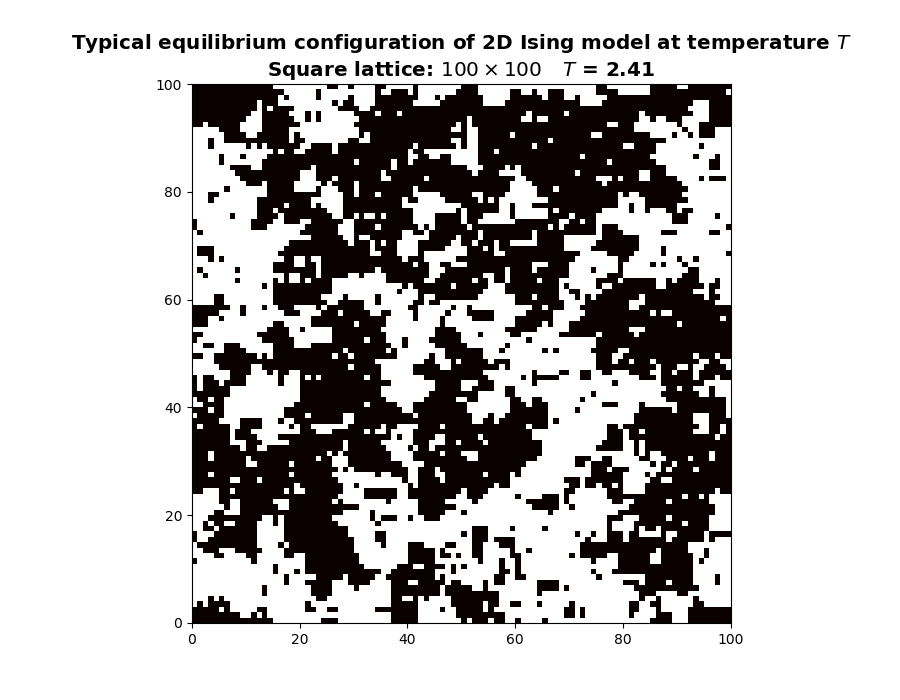 Typical equilibrium configuration of 2D Ising model at temperature T
Square lattice: 100 × 100 T = 2.41
100
80
60
40
20
0
0 20 40 60 80 100